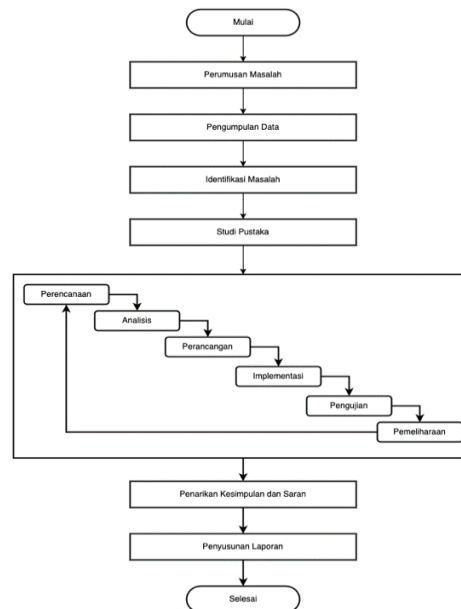 Mulai
Perumusan Masalah
Pengumpulan Data
Identifikasi Masalah
Studi Pustaka
Perencanaan
Analisis
Perancangan
Implementasi
Pengujian
Pemeliharaan
Penarikan Kesimpulan dan Saran
Penyusunan Laporan
Selesai